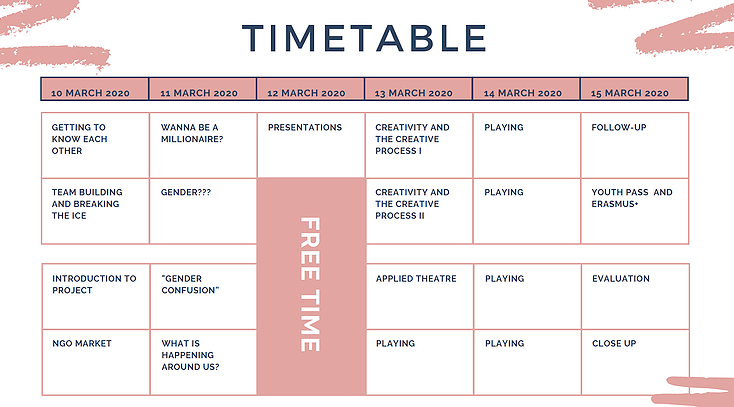 TIMETABLE
10 MARCH 2020
11 MARCH 2020
12 MARCH 2020
13 MARCH 2020
14 MARCH 2020
15 MARCH 2020
GETTING TO
KNOW EACH
OTHER
WANNA BE A
MILLIONAIRE?
PRESENTATIONS
CREATIVITY AND
THE CREATIVE
PROCESS I
PLAYING
FOLLOW-UP
TEAM BUILDING
AND BREAKING
THE ICE
GENDER???
FREE TIME
CREATIVITY AND
THE CREATIVE
PROCESS II
PLAYING
YOUTH PASS AND
ERASMUS+
INTRODUCTION TO
PROJECT
"GENDER
CONFUSION"
APPLIED THEATRE
PLAYING
EVALUATION
NGO MARKET
WHAT IS
HAPPENING
AROUND US?
PLAYING
PLAYING
CLOSE UP